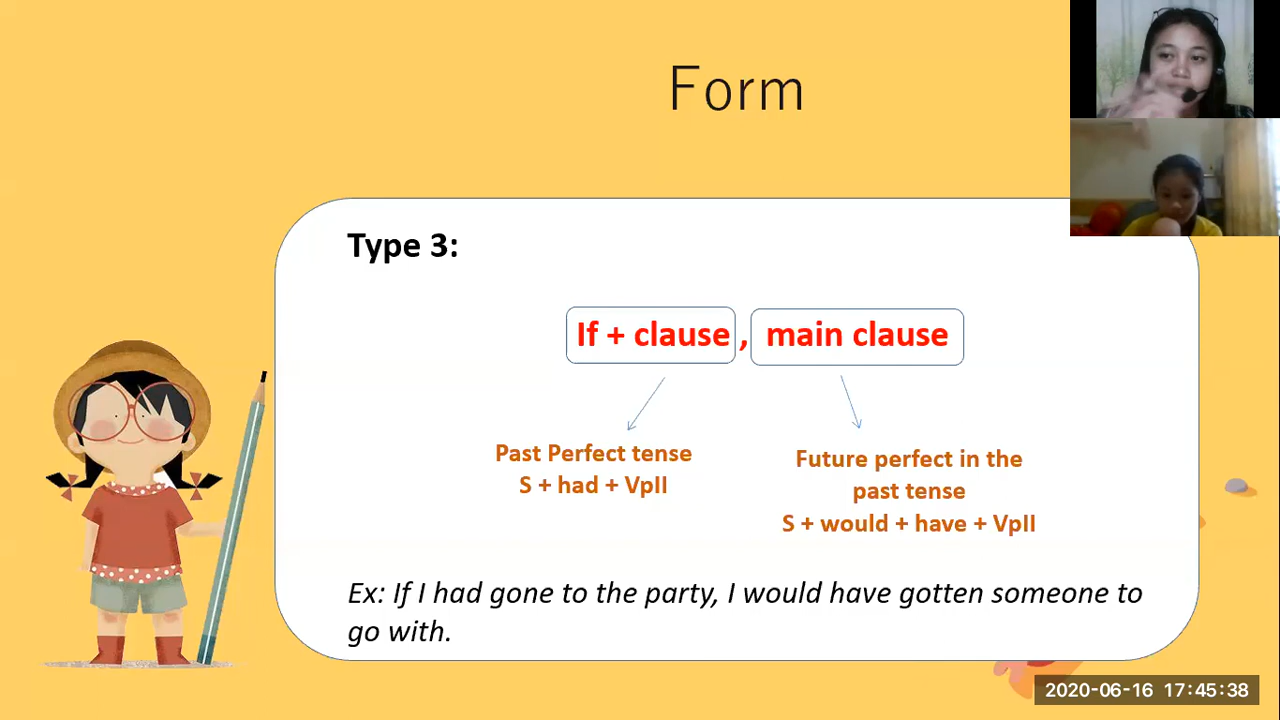 Form
Type 3:
If + clause , main clause
Past Perfect tense
S + had + VpII
Future perfect in the
past tense
S + would + have + VpII
Ex: If I had gone to the party, I would have gotten someone to
go with.
2020-06-16 17:45:38